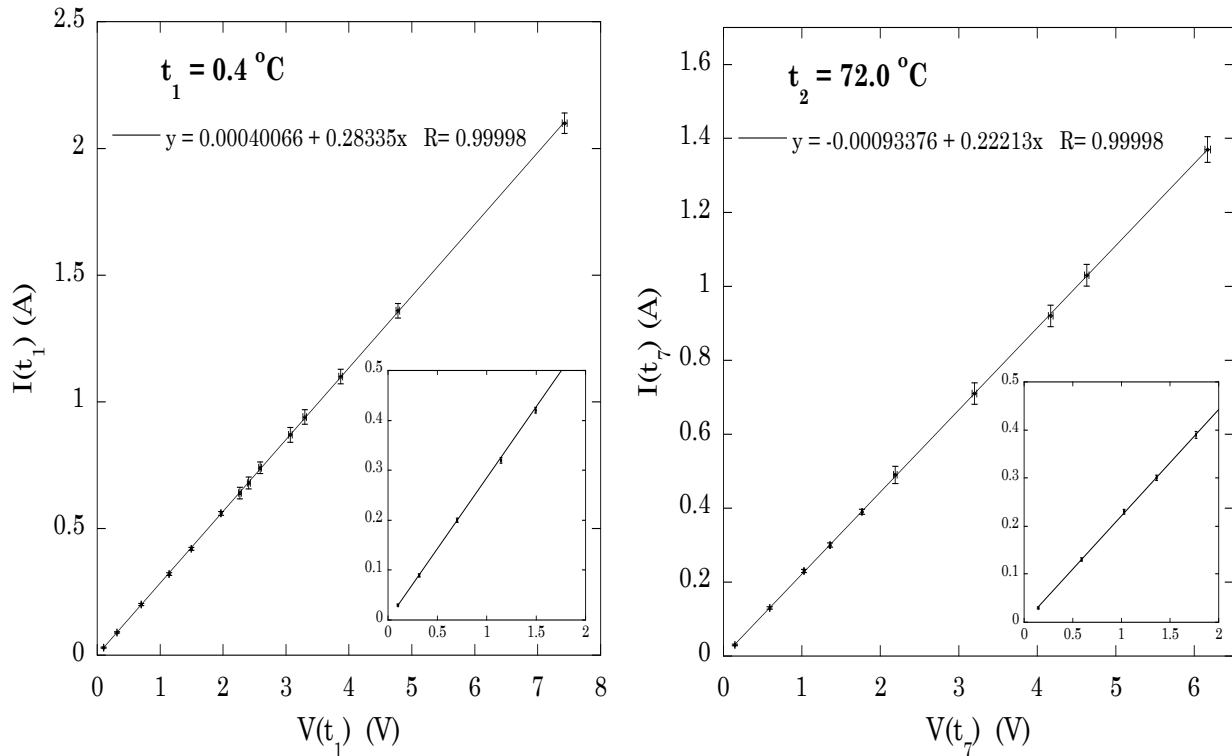 t₁ = 0.4 °C
y = 0.00040066 + 0.28335x R= 0.99998
I(t₁) (A)
2.5
2
1.5
1
0.5
0
0 1 2 3 4 5 6 7 8
V(t₁) (V)
0.5
0.4
0.3
0.2
0.1
0
0.5 1 1.5 2
t₂ = 72.0 °C
y = -0.00093376 + 0.22213x R= 0.99998
I(t₇) (A)
1.6
1.4
1.2
1
0.8
0.6
0.4
0.2
0
0 1 2 3 4 5 6
V(t₇) (V)
0.5
0.4
0.3
0.2
0.1
0
0 0.5 1 1.5 2